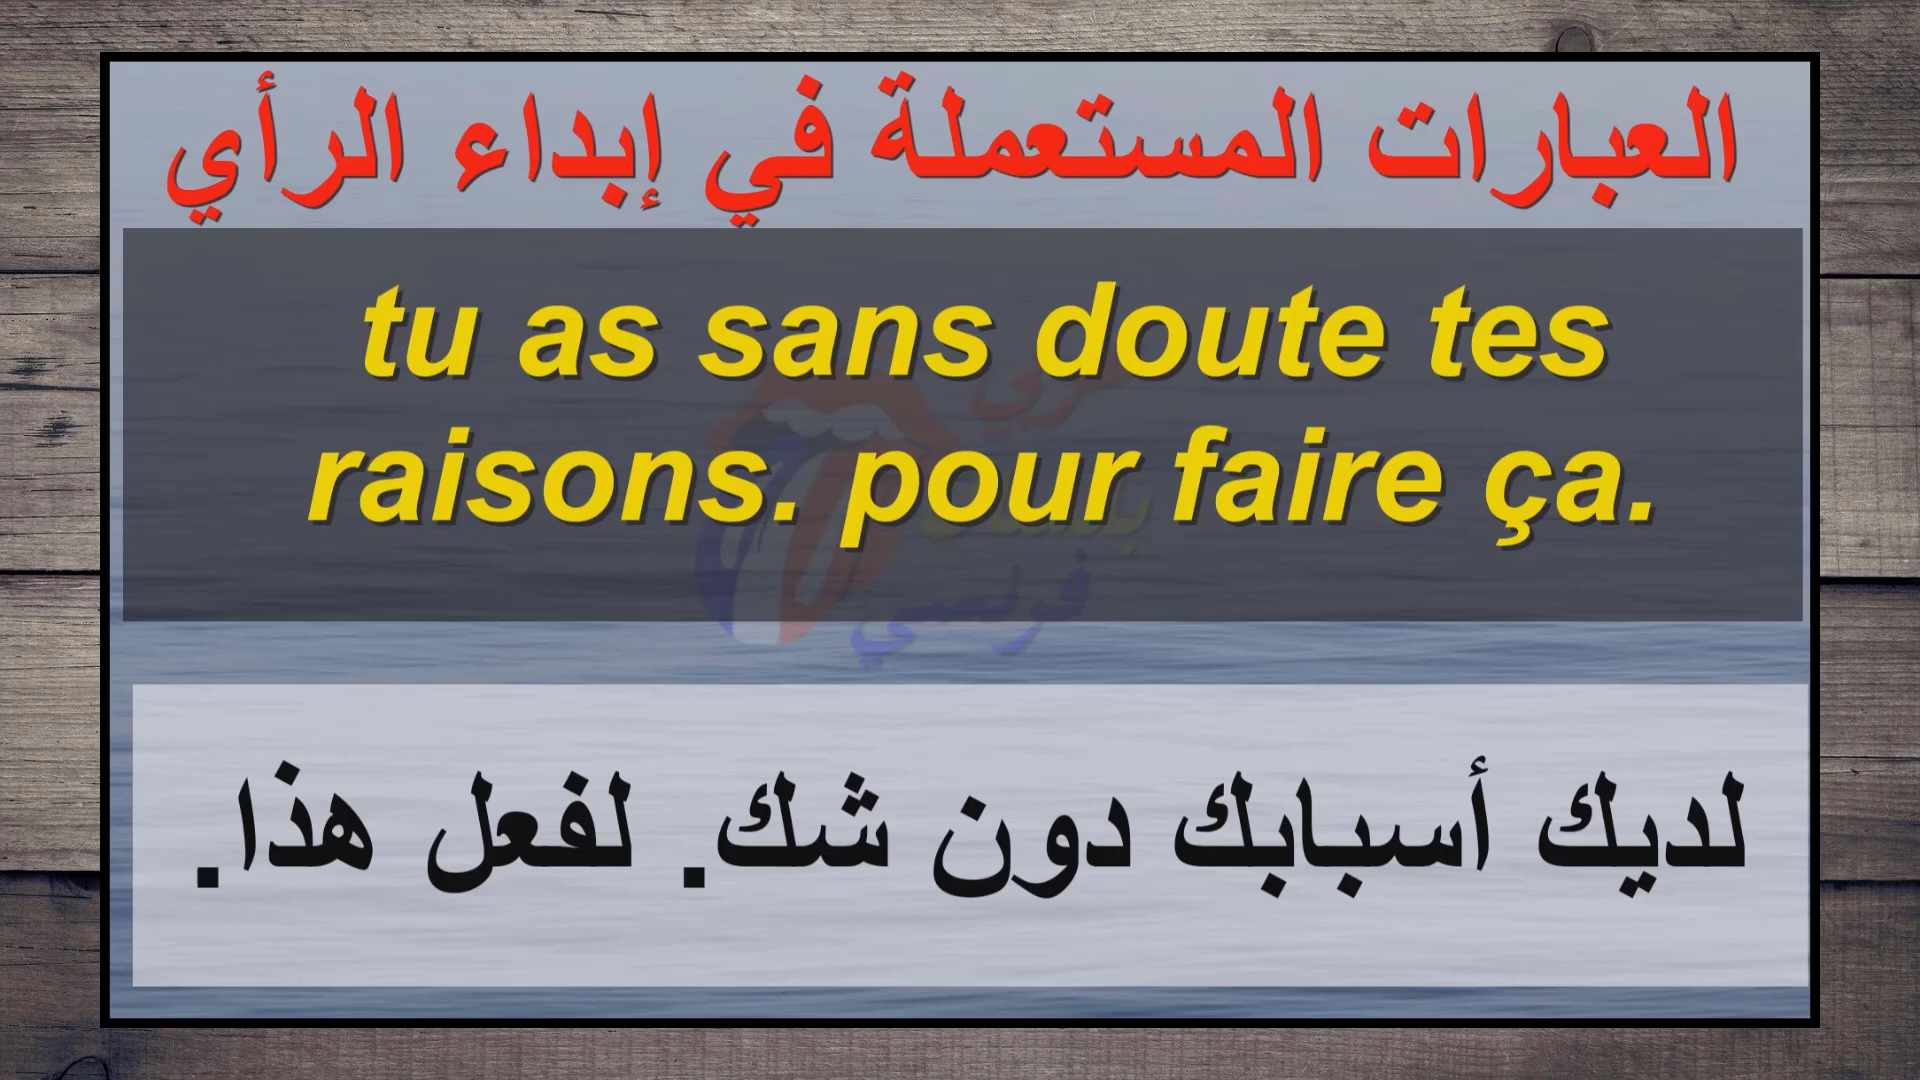 العبارات المستعملة في إبداء الرأي
tu as sans doute tes
raisons. pour faire ça.
فرنسي
لديك أسبابك دون شك. لفعل هذا.